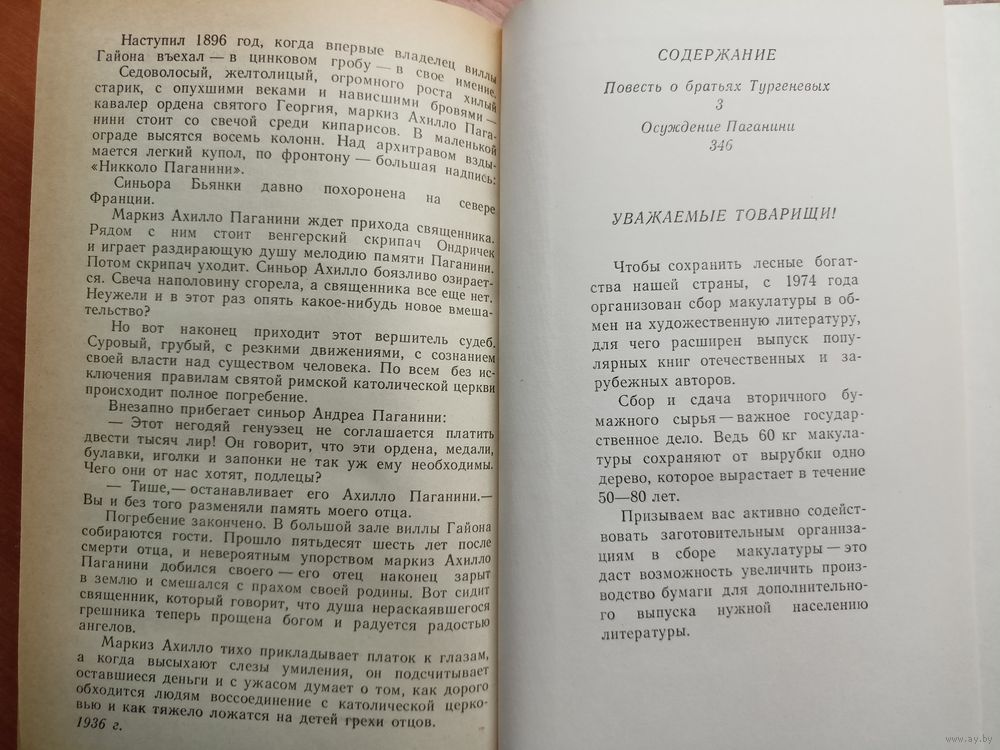 Наступил 1896 год, когда впервые владелец виллы
Гайона въехал — в цинковом гробу — в свое имение.
Седоволосый, желтолицый, огромного роста хилый
старик, с опухшими веками и нависшими бровями —
кавалер ордена святого Георгия, маркиз Ахилло Пага-
нини стоит со свечой среди кипарисов. В маленькой
ограде высятся восемь колонн. Над архитравом взды-
мается легкий купол, по фронтону — большая надпись:
«Никколо Паганини».
Синьора Бьянки давно похоронена на севере
Франции.
Маркиз Ахилло Паганини ждет прихода священника.
Рядом с ним стоит венгерский скрипач Ондричек
и играет раздирающую душу мелодию памяти Паганини.
Потом скрипач уходит. Синьор Ахилло боязливо озирает-
ся. Свеча наполовину сгорела, а священника все еще нет.
Неужели и в этот раз опять какое-нибудь новое вмеша-
тельство?
Но вот наконец приходит этот вершитель судеб.
Суровый, грубый, с резкими движениями, с сознанием
своей власти над существом человека. По всем без ис-
ключения правилам святой римской католической церкви
происходит полное погребение.
Внезапно прибегает синьор Андреа Паганини:
— Этот негодяй генуэзец не соглашается платить
двести тысяч лир! Он говорит, что эти ордена, медали,
булавки, иголки и запонки не так уж ему необходимы.
Чего они от нас хотят, подлецы?
— Тише,— останавливает его Ахилло Паганини.—
Вы и без того разменяли память моего отца.
Погребение закончено. В большой зале виллы Гайона
собираются гости. Прошло пятьдесят шесть лет после
смерти отца, и невероятным упорством маркиз Ахилло
Паганини добился своего — его отец наконец зарыт
в землю и смешался с прахом своей родины. Вот сидит
священник, который говорит, что душа нераскаявшегося
грешника теперь прощена богом и радуется радостью
ангелов.
Маркиз Ахилло тихо прикладывает платок к глазам,
а когда высыхают слезы умиления, он подсчитывает
оставшиеся деньги и с ужасом думает о том, как дорого
обходится людям воссоединение с католической церко-
вью и как тяжело ложатся на детей грехи отцов.
1936 г.
СОДЕРЖАНИЕ
Повесть о братьях Тургеневых
3
Осуждение Паганини
346
УВАЖАЕМЫЕ ТОВАРИЩИ!
Чтобы сохранить лесные богат-
ства нашей страны, с 1974 года
организован сбор макулатуры в об-
мен на художественную литературу,
для чего расширен выпуск попу-
лярных книг отечественных и за-
рубежных авторов.
Сбор и сдача вторичного бу-
мажного сырья — важное государ-
ственное дело. Ведь 60 кг макула-
туры сохраняют от вырубки одно
дерево, которое вырастает в течение
50—80 лет.
Призываем вас активно содейст-
вовать заготовительным организа-
циям в сборе макулатуры — это
даст возможность увеличить произ-
водство бумаги для дополнительно-
го выпуска нужной населению
литературы.
www.ay.by